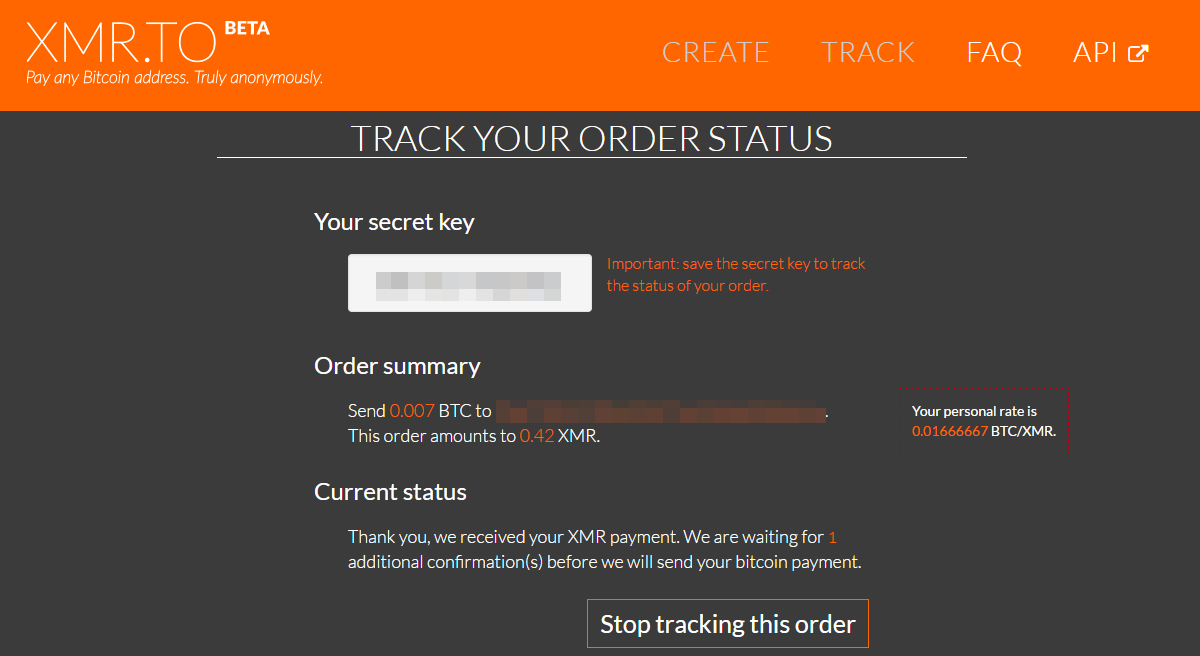 XMR.TO BETA
Pay any Bitcoin address. Truly anonymously.
CREATE TRACK FAQ API
TRACK YOUR ORDER STATUS
Your secret key
Important: save the secret key to track
the status of your order.
Order summary
Send 0.007 BTC to .
This order amounts to 0.42 XMR.
Your personal rate is
0.01666667 BTC/XMR.
Current status
Thank you, we received your XMR payment. We are waiting for 1
additional confirmation(s) before we will send your bitcoin payment.
Stop tracking this order